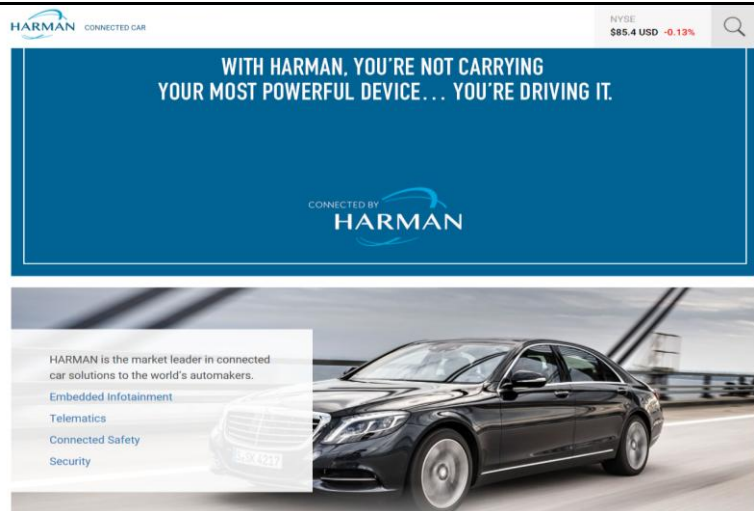 HARMAN CONNECTED CAR
NYSE
$85.4 USD -0.13%
WITH HARMAN, YOU'RE NOT CARRYING
YOUR MOST POWERFUL DEVICE... YOU'RE DRIVING IT.
CONNECTED BY
HARMAN
HARMAN is the market leader in connected
car solutions to the world's automakers.
Embedded Infotainment
Telematics
Connected Safety
Security